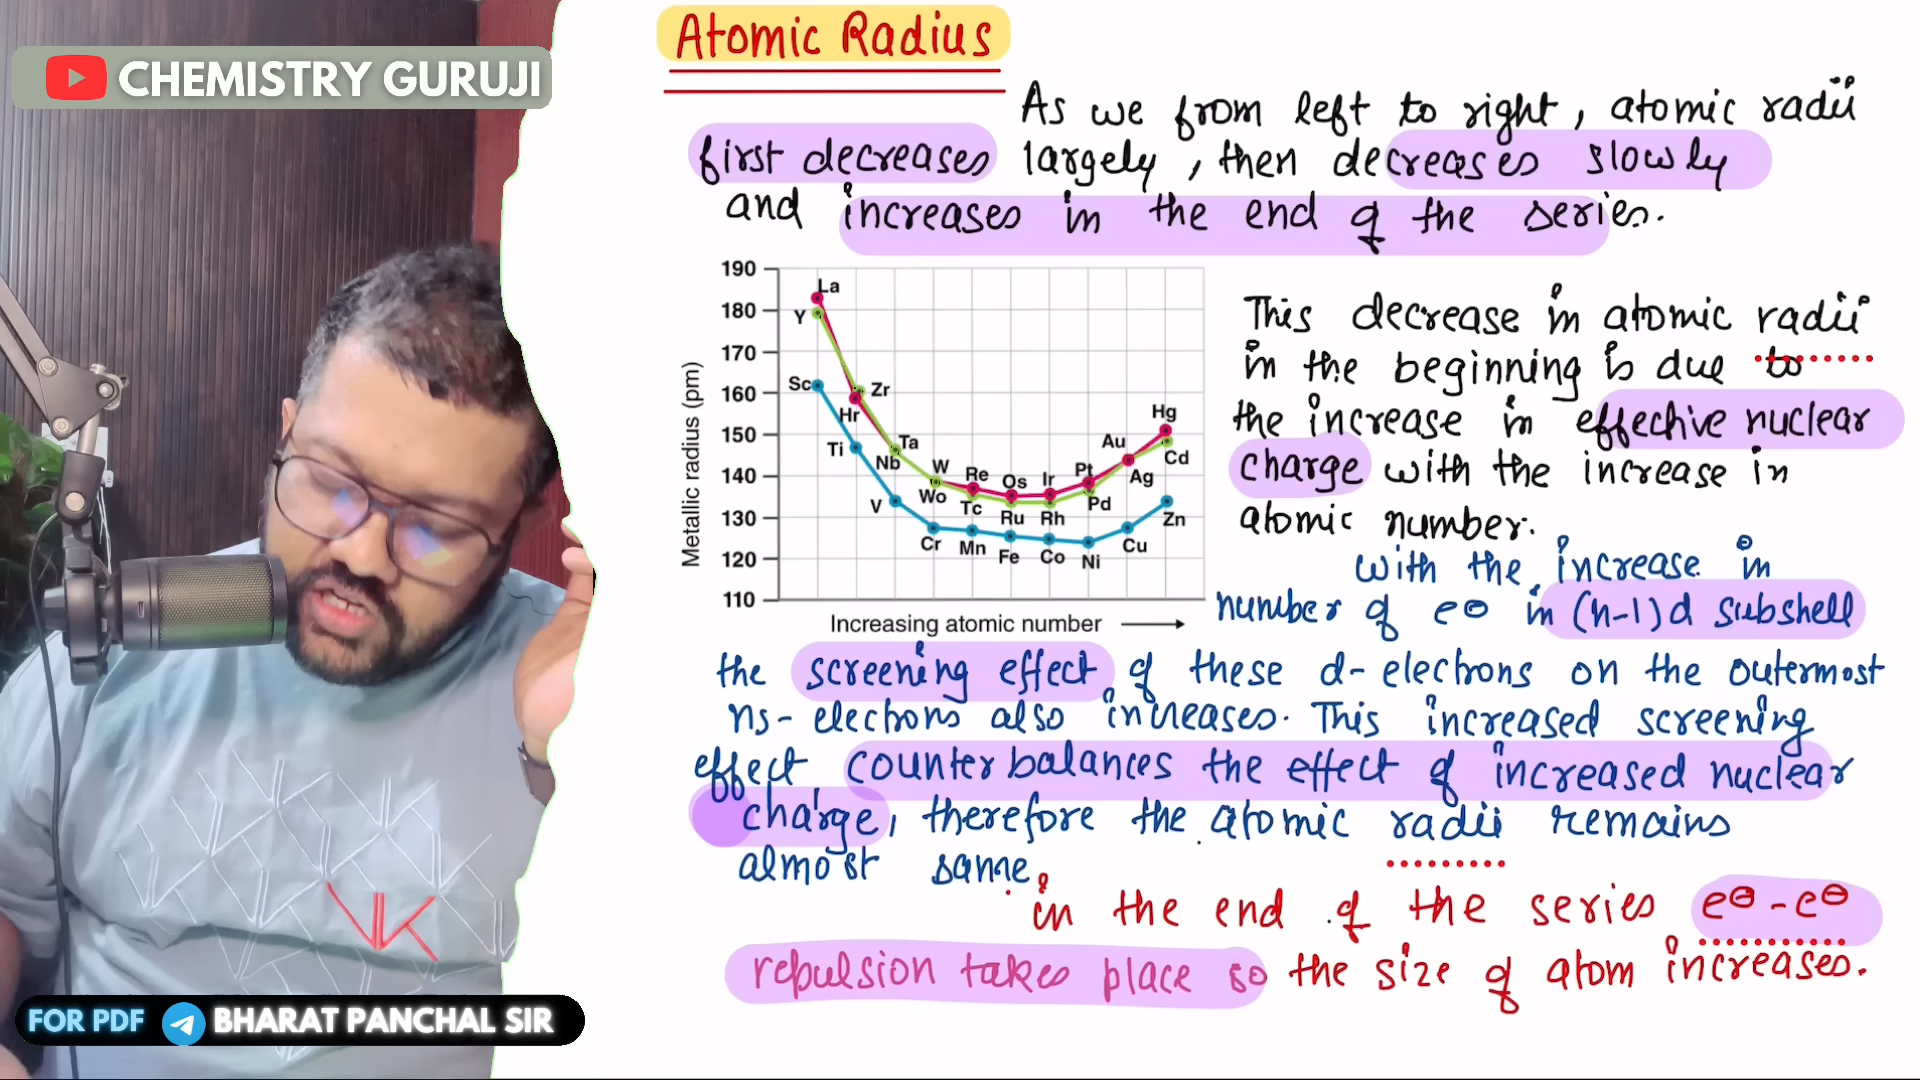 CHEMISTRY GURUJI
Atomic Radius
As we from left to right, atomic radii
first decreases largely, then decreases slowly
and increases in the end of the series.
190
180
170
160
150
140
130
120
110
Metallic radius (pm)
La
Y
Sc
Zr
Hr
Ti
Ta
Nb
V
W
Wo
Cr
Re
Tc
Mn
Os
Ru
Fe
Ir
Rh
Co
Pt
Pd
Ni
Au
Ag
Cu
Hg
Cd
Zn
Increasing atomic number
This decrease in atomic radii
in the beginning is due to
the increase in effective nuclear
charge with the increase in
atomic number.
with the increase in
number of e⊖ in (n-1)d subshell
the screening effect of these d-electrons on the outermost
ns-electrons also increases. This increased screening
effect counterbalances the effect of increased nuclear
charge, therefore the atomic radii remains
almost same.
in the end of the series e⊖-e⊖
repulsion takes place so the size of atom increases.
VK
FOR PDF BHARAT PANCHAL SIR